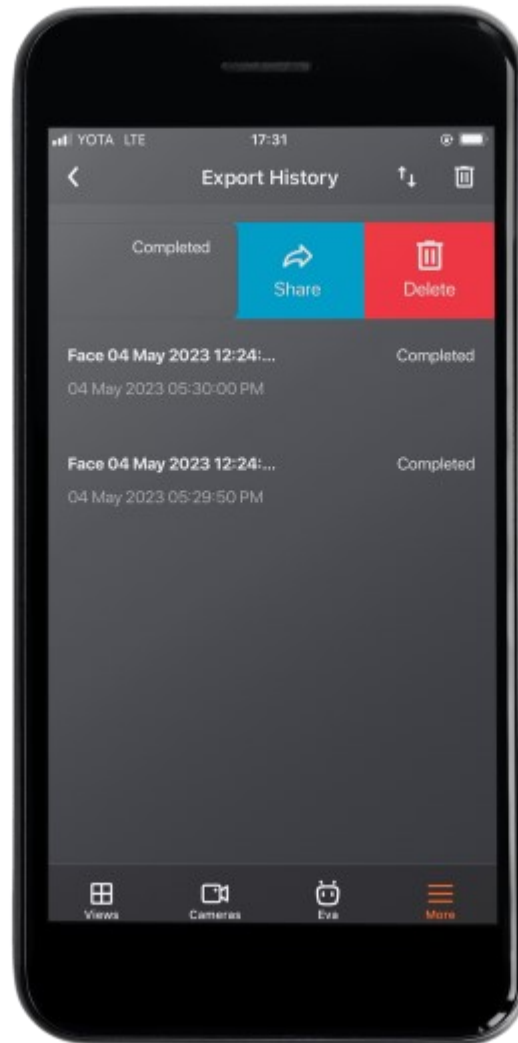 YOTA LTE 17:31
Export History
Completed
Share
Delete
Face 04 May 2023 12:24:... Completed
04 May 2023 05:30:00 PM
Face 04 May 2023 12:24:... Completed
04 May 2023 05:29:50 PM
Views Cameras Eva More